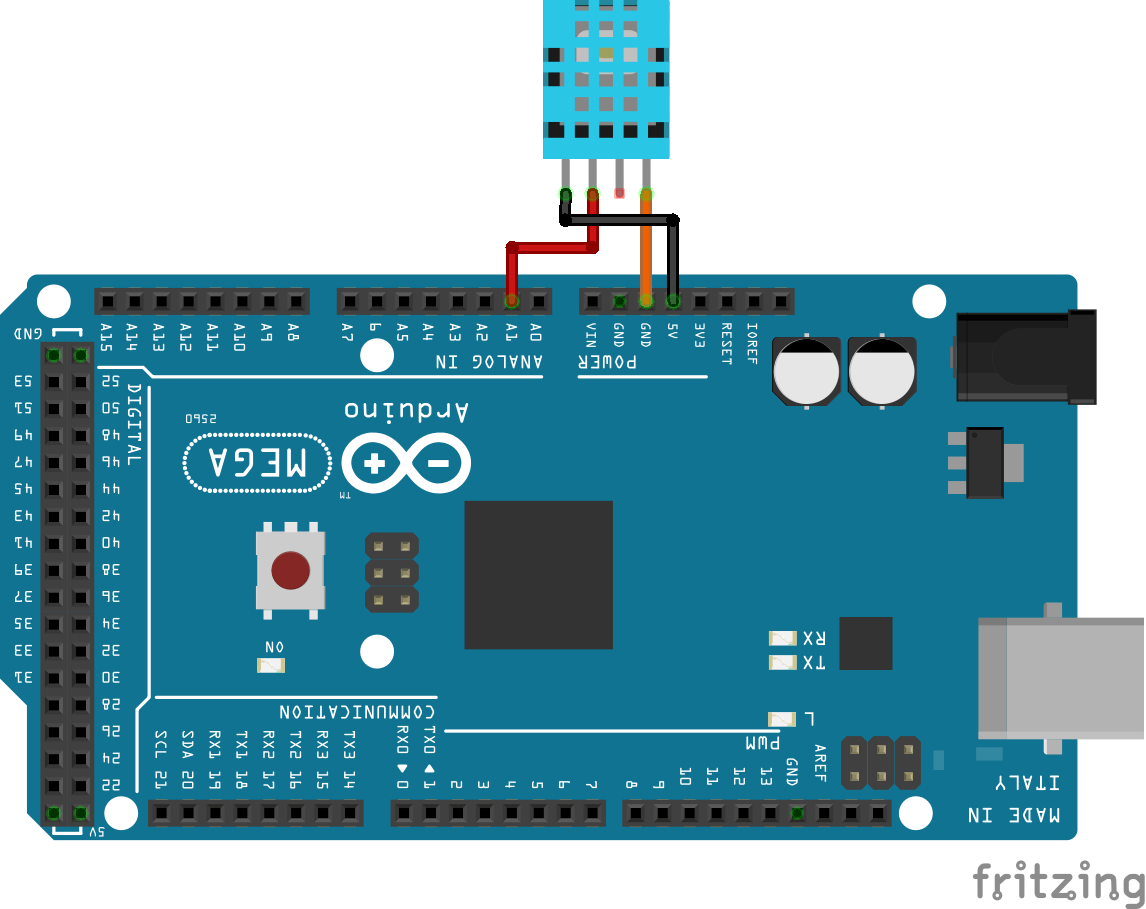 A15
A14
A13
A12
A11
A10
A9
A8
A7
6
A5
A4
A3
A2
A1
A0
VIN
GND
GND
5V
3V3
RESET
IOREF
ANALOG IN
POWER
GND
53 52
51 50
49 48
47 46
45 44
43 42
41 40
39 38
37 36
35 34
33 32
31 30
28
26
24
22
5V
DIGITAL
Arduino
2560
MEGA
TM
ON
RX
TX
L
COMMUNICATION
PWM
SCL 21
SDA 20
RX1 19
TX1 18
RX2 17
TX2 16
RX3 15
TX3 14
RX0 0
TX0 1
2
3
4
5
6
7
8
9
10
11
12
13
GND
AREF
MADE IN
ITALY
fritzing